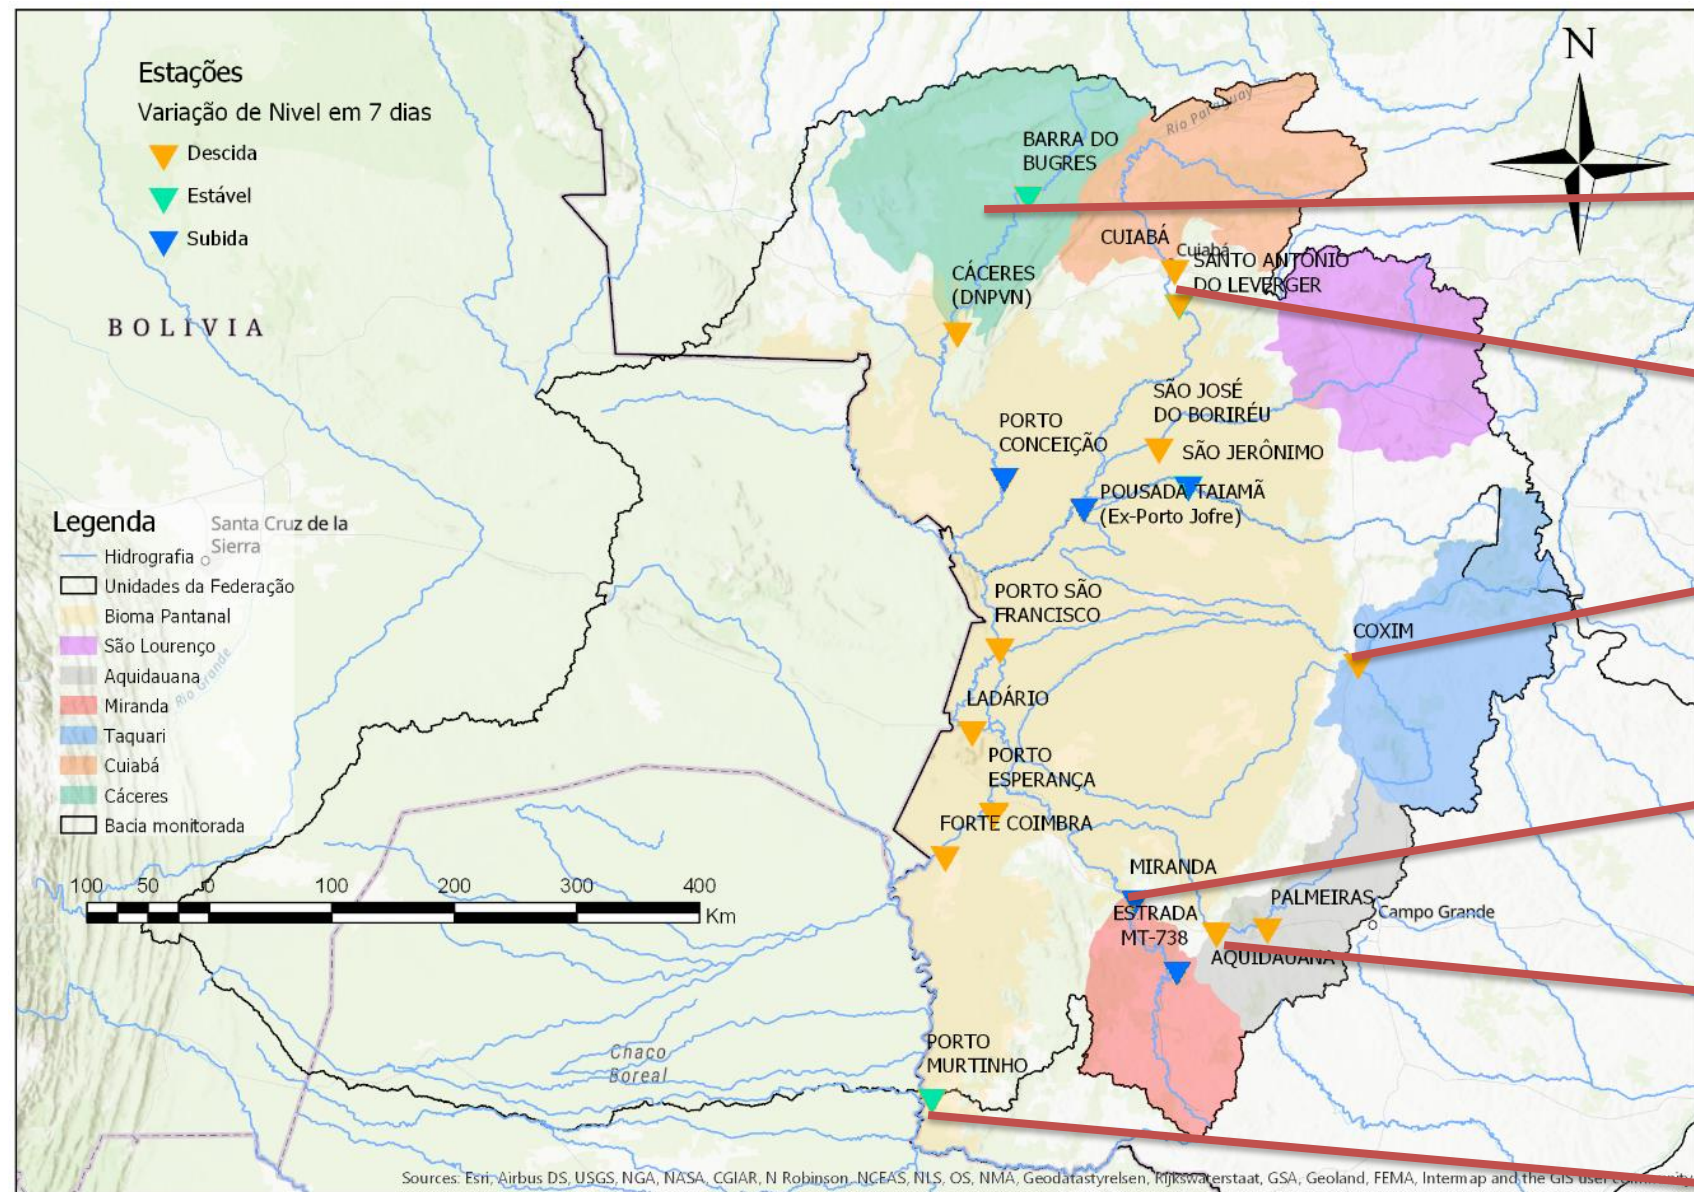 N
Estações
Variação de Nivel em 7 dias
Descida
Estável
Subida
Rio Paraguay
BARRA DO
BUGRES
CUIABÁ
Cuiabá
SANTO ANTÔNIO
DO LEVERGER
CÁCERES
(DNPVN)
BOLIVIA
SÃO JOSÉ
DO BORIRÉU
PORTO
CONCEIÇÃO
SÃO JERÔNIMO
POUSADA TAIAMÃ
(Ex-Porto Jofre)
Legenda
Hidrografia
Unidades da Federação
Bioma Pantanal
São Lourenço
Aquidauana
Miranda
Taquari
Cuiabá
Cáceres
Bacia monitorada
Santa Cruz de la
Sierra
Rio Grande
PORTO SÃO
FRANCISCO
COXIM
LADÁRIO
PORTO
ESPERANÇA
FORTE COIMBRA
MIRANDA
PALMEIRAS
Campo Grande
ESTRADA
MT-738
AQUIDAUANA
100 50 0 100 200 300 400
Km
Chaco
Boreal
PORTO
MURTINHO
Sources: Esri, Airbus DS, USGS, NGA, NASA, CGIAR, N Robinson, NCEAS, NLS, OS, NMA, Geodatastyrelsen, Rijkswaterstaat, GSA, Geoland, FEMA, Intermap and the GIS user community